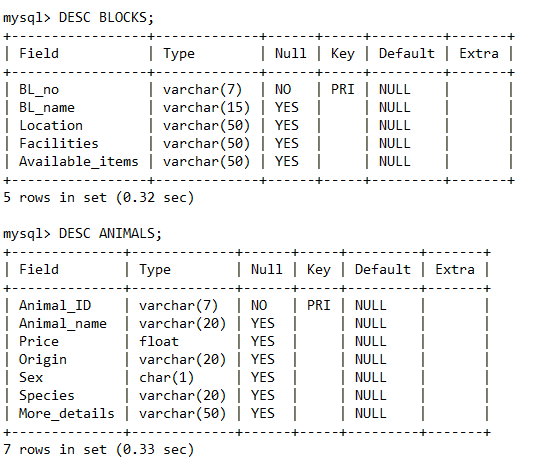 mysql> DESC BLOCKS;
+-----------------+-------------+------+-----+---------+-------+
| Field           | Type        | Null | Key | Default | Extra |
+-----------------+-------------+------+-----+---------+-------+
| BL_no           | varchar(7)  | NO   | PRI | NULL    |       |
| BL_name         | varchar(15) | YES  |     | NULL    |       |
| Location        | varchar(50) | YES  |     | NULL    |       |
| Facilities      | varchar(50) | YES  |     | NULL    |       |
| Available_items | varchar(50) | YES  |     | NULL    |       |
+-----------------+-------------+------+-----+---------+-------+
5 rows in set (0.32 sec)

mysql> DESC ANIMALS;
+--------------+-------------+------+-----+---------+-------+
| Field        | Type        | Null | Key | Default | Extra |
+--------------+-------------+------+-----+---------+-------+
| Animal_ID    | varchar(7)  | NO   | PRI | NULL    |       |
| Animal_name  | varchar(20) | YES  |     | NULL    |       |
| Price        | float       | YES  |     | NULL    |       |
| Origin       | varchar(20) | YES  |     | NULL    |       |
| Sex          | char(1)     | YES  |     | NULL    |       |
| Species      | varchar(20) | YES  |     | NULL    |       |
| More_details | varchar(50) | YES  |     | NULL    |       |
+--------------+-------------+------+-----+---------+-------+
7 rows in set (0.33 sec)